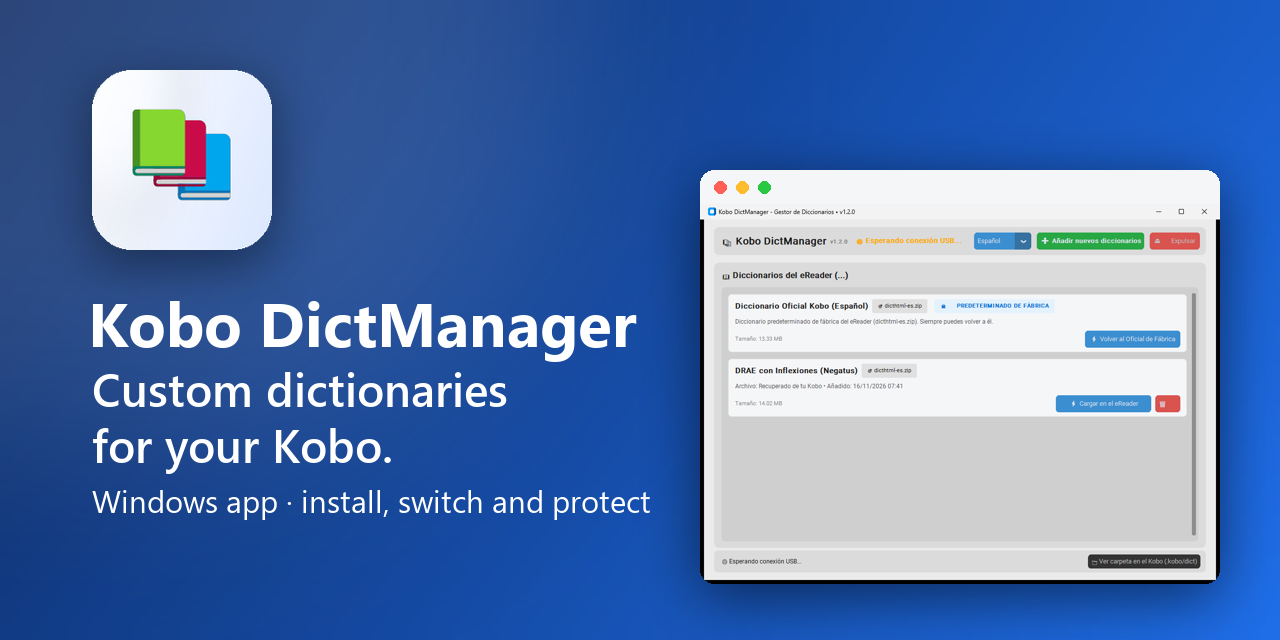 Kobo DictManager
Custom dictionaries
for your Kobo.
Windows app · install, switch and protect
Kobo DictManager - Gestor de Diccionarios • v1.2.0
Kobo DictManager v1.2.0 Esperando conexión USB... Español Añadir nuevos diccionarios Expulsar
Diccionarios del eReader (...)
Diccionario Oficial Kobo (Español) dicthtml-es.zip PREDETERMINADO DE FÁBRICA
Diccionario predeterminado de fábrica del eReader (dicthtml-es.zip). Siempre puedes volver a él.
Tamaño: 13.33 MB Volver al Oficial de Fábrica
DRAE con Inflexiones (Negatus) dicthtml-es.zip
Archivo: Recuperado de tu Kobo • Añadido: 16/11/2026 07:41
Tamaño: 14.02 MB Cargar en el eReader
Esperando conexión USB... Ver carpeta en el Kobo (.kobo/dict)